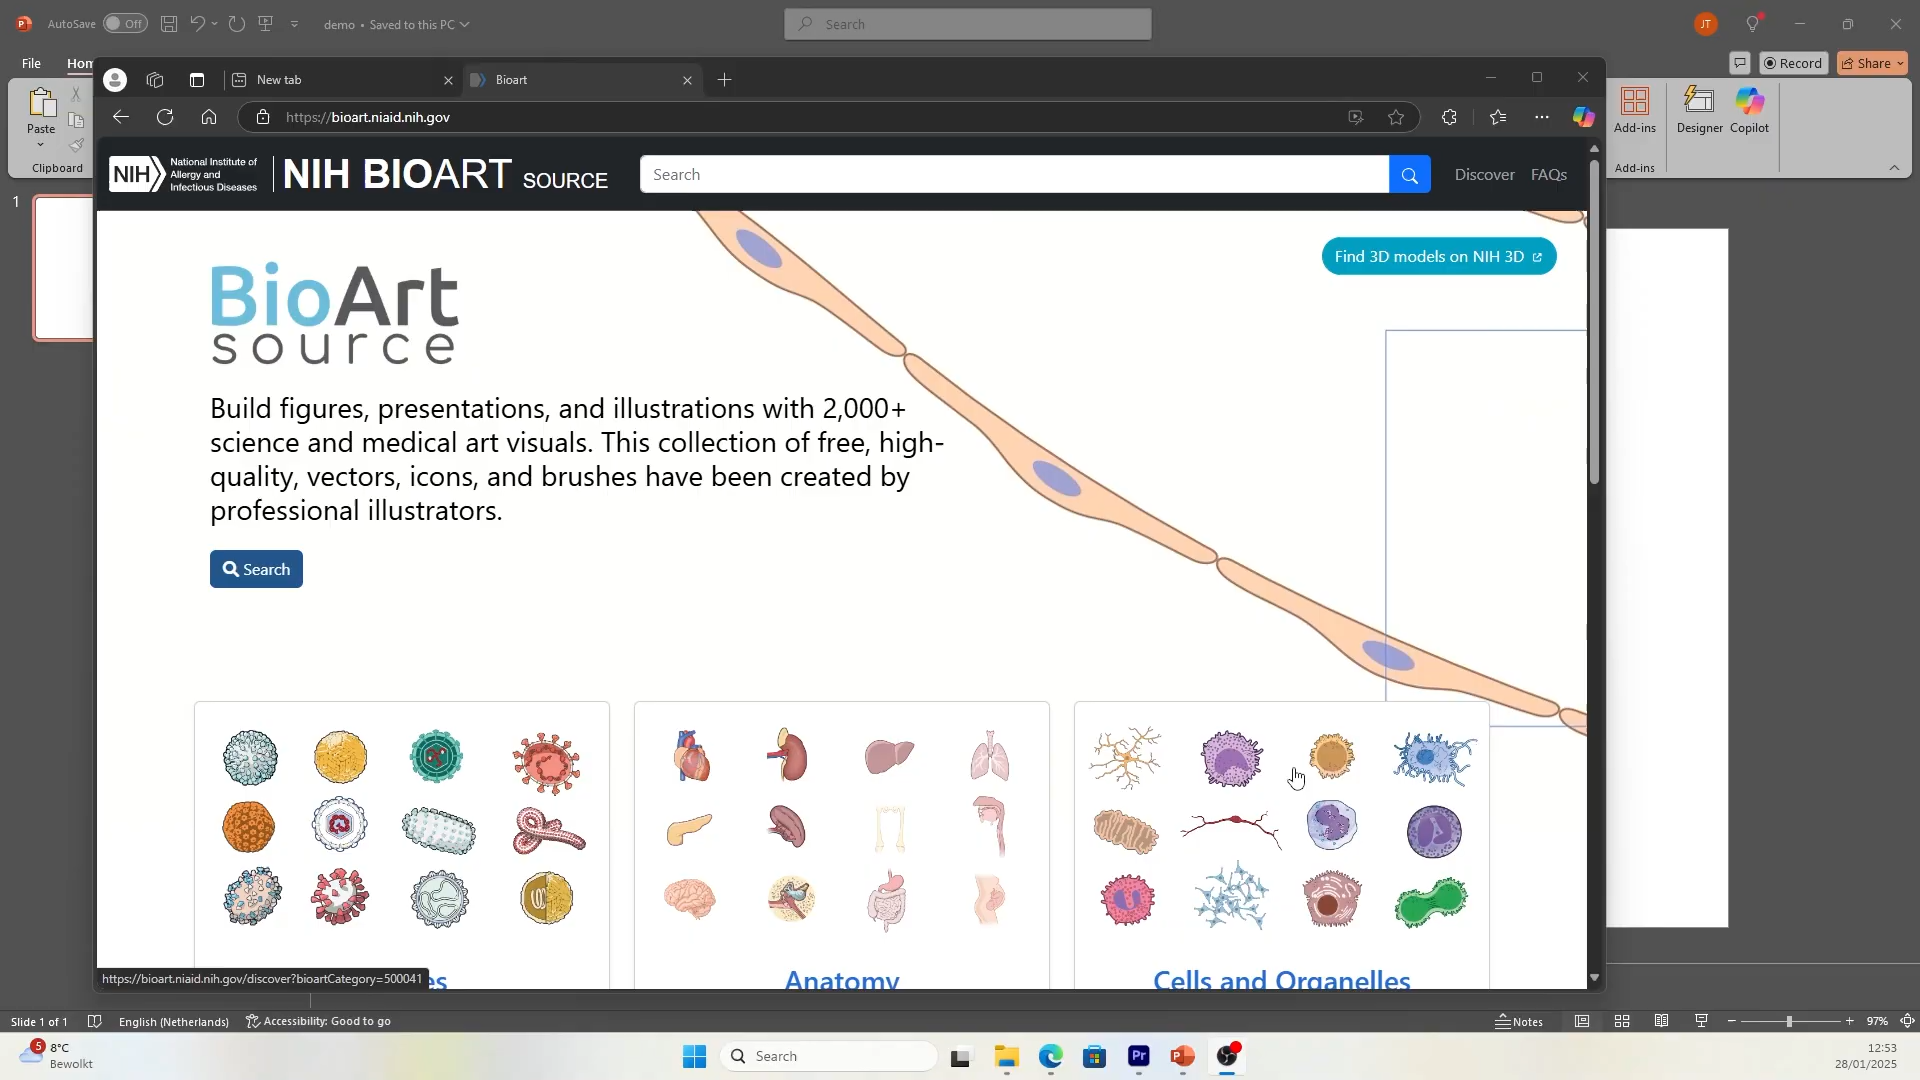 AutoSave Off
demo • Saved to this PC
Search
JT
File
Hom
Record
Share
New tab
Bioart
https://bioart.niaid.nih.gov
Paste
Clipboard
Add-ins
Designer
Copilot
Add-ins
NIH
National Institute of
Allergy and
Infectious Diseases
NIH BIOART SOURCE
Search
Discover
FAQs
1
Find 3D models on NIH 3D
BioArt
source
Build figures, presentations, and illustrations with 2,000+
science and medical art visuals. This collection of free, high-
quality, vectors, icons, and brushes have been created by
professional illustrators.
Search
es
Anatomy
Cells and Organelles
https://bioart.niaid.nih.gov/discover?bioartCategory=500041
Slide 1 of 1
English (Netherlands)
Accessibility: Good to go
Notes
97%
5
8°C
Bewolkt
Search
Pr
12:53
28/01/2025